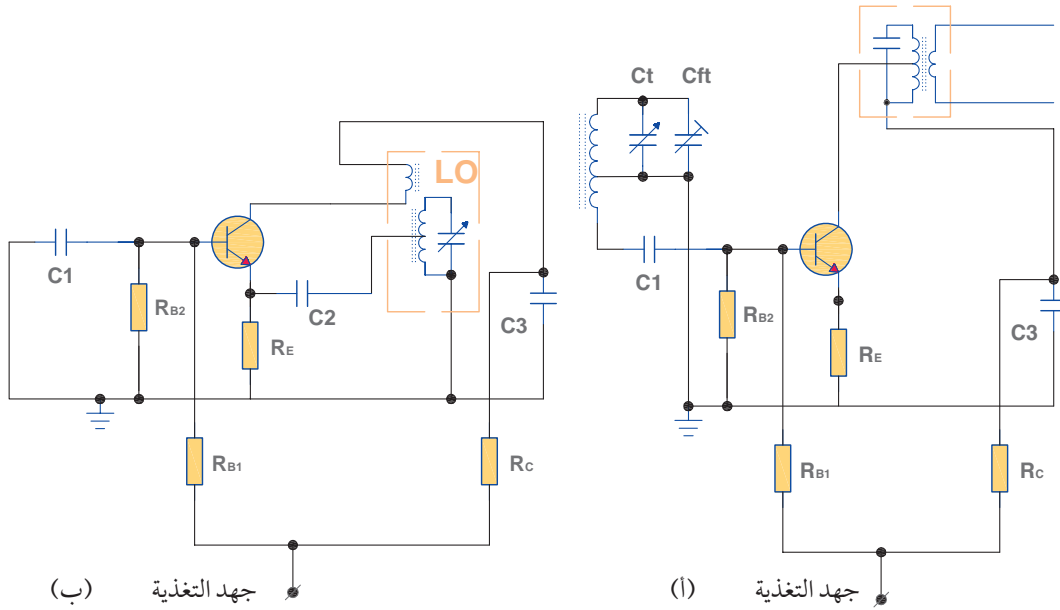 Ct Cft
C1
RB2
RE
C3
RB1
RC
جهد التغذية (أ)
LO
C1
RB2
C2
RE
C3
RB1
RC
جهد التغذية (ب)